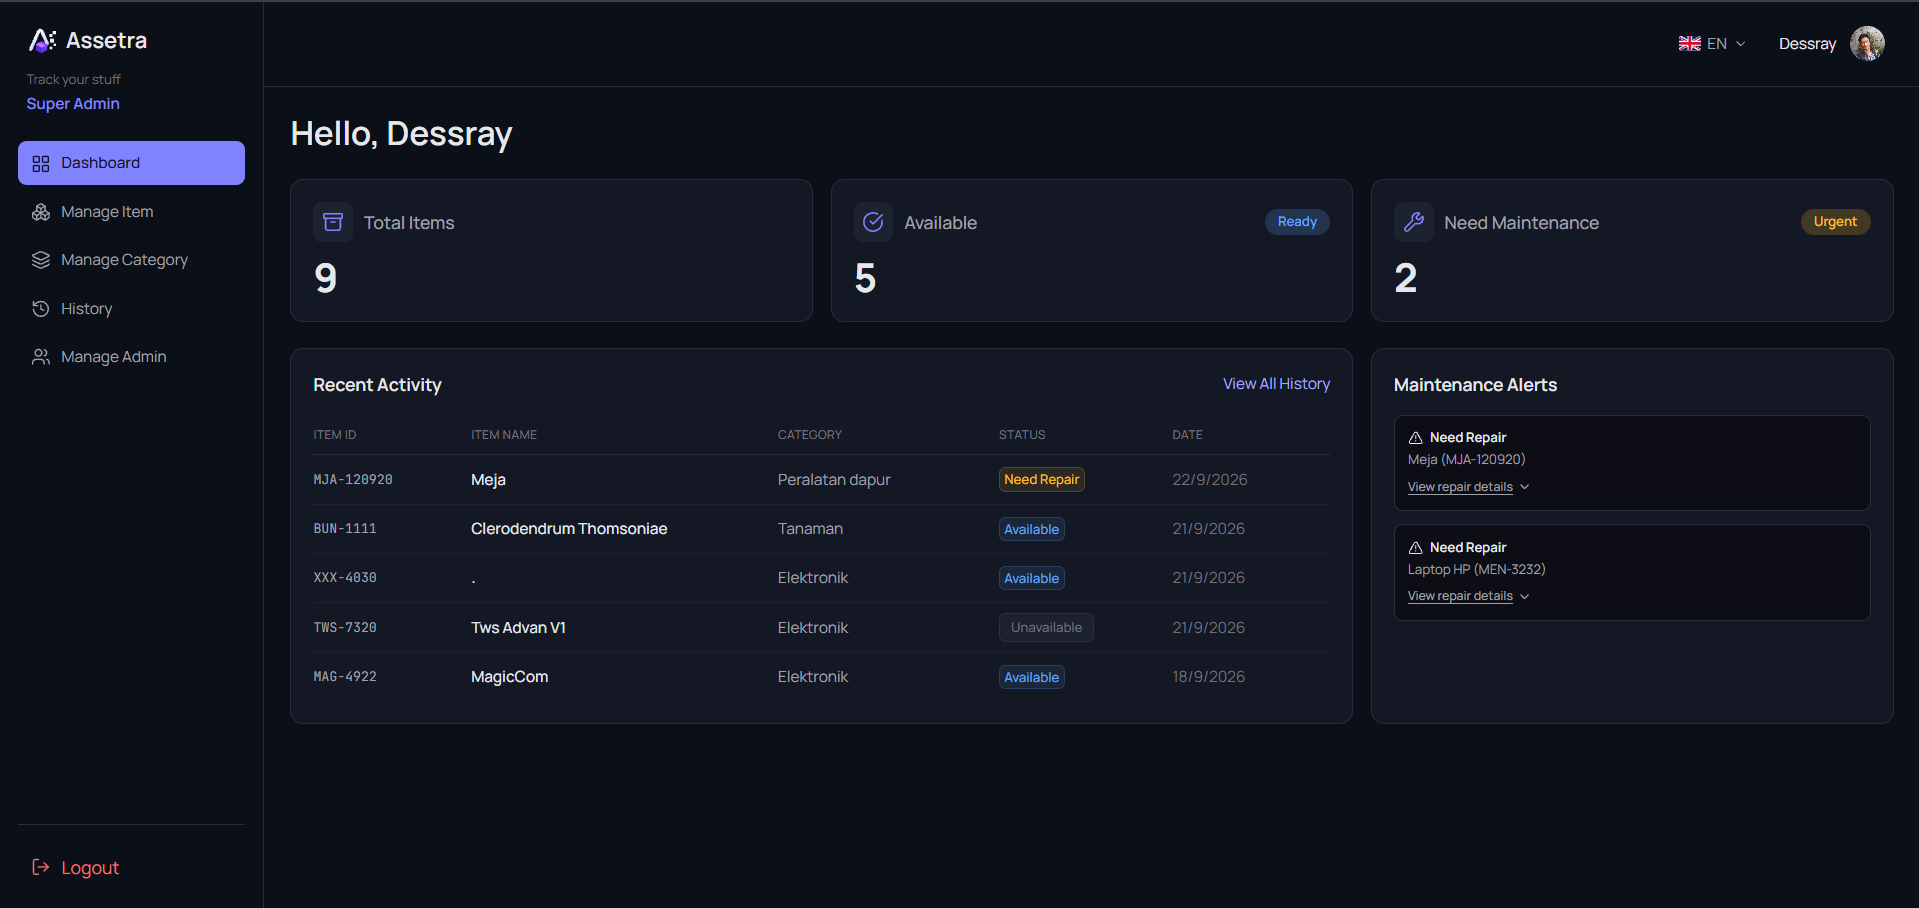 Assetra
Track your stuff
Super Admin
Dashboard
Manage Item
Manage Category
History
Manage Admin
Logout
EN
Dessray
Hello, Dessray
Total Items
9
Available
Ready
5
Need Maintenance
Urgent
2
Recent Activity
View All History
ITEM ID ITEM NAME CATEGORY STATUS DATE
MJA-120920 Meja Peralatan dapur Need Repair 22/9/2026
BUN-1111 Clerodendrum Thomsoniae Tanaman Available 21/9/2026
XXX-4030 . Elektronik Available 21/9/2026
TWS-7320 Tws Advan V1 Elektronik Unavailable 21/9/2026
MAG-4922 MagicCom Elektronik Available 18/9/2026
Maintenance Alerts
Need Repair
Meja (MJA-120920)
View repair details
Need Repair
Laptop HP (MEN-3232)
View repair details